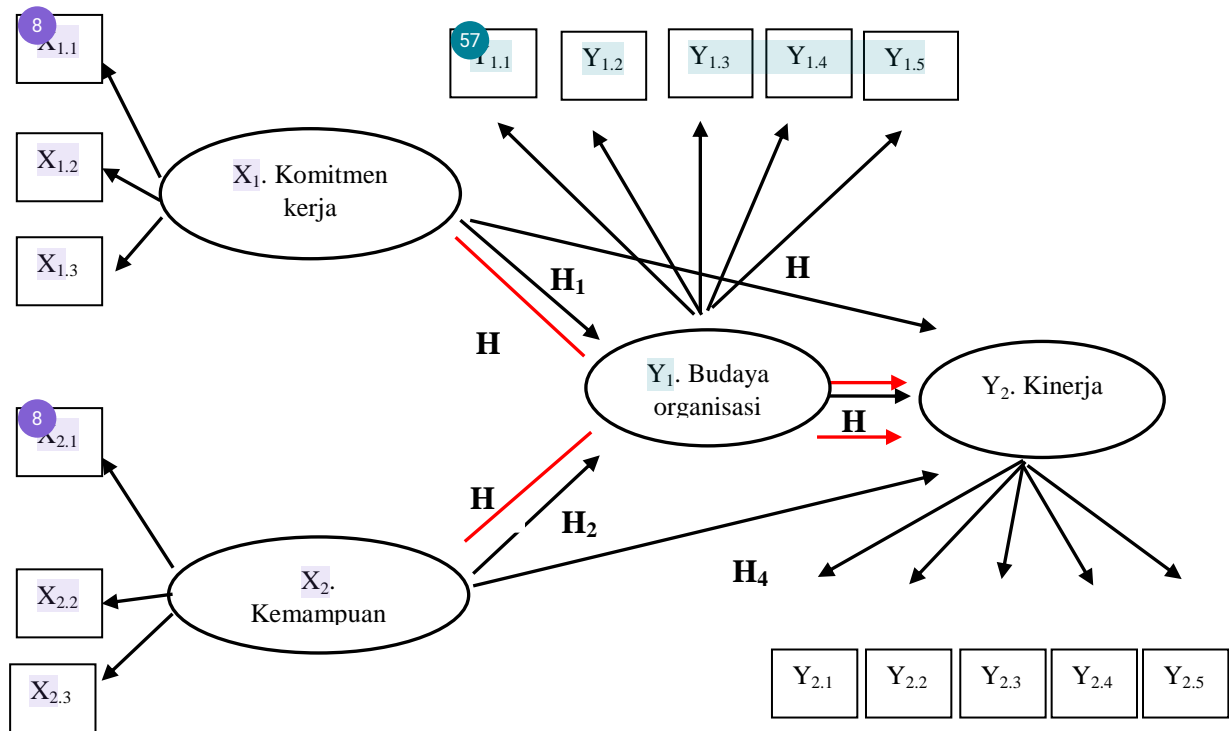 8
X1.1
57
Y1.1
Y1.2
Y1.3
Y1.4
Y1.5
X1.2
X1. Komitmen
kerja
X1.3
H1
H
H
Y1. Budaya
organisasi
Y2. Kinerja
H
8
X2.1
H
H2
H4
X2.
Kemampuan
X2.2
X2.3
Y2.1
Y2.2
Y2.3
Y2.4
Y2.5